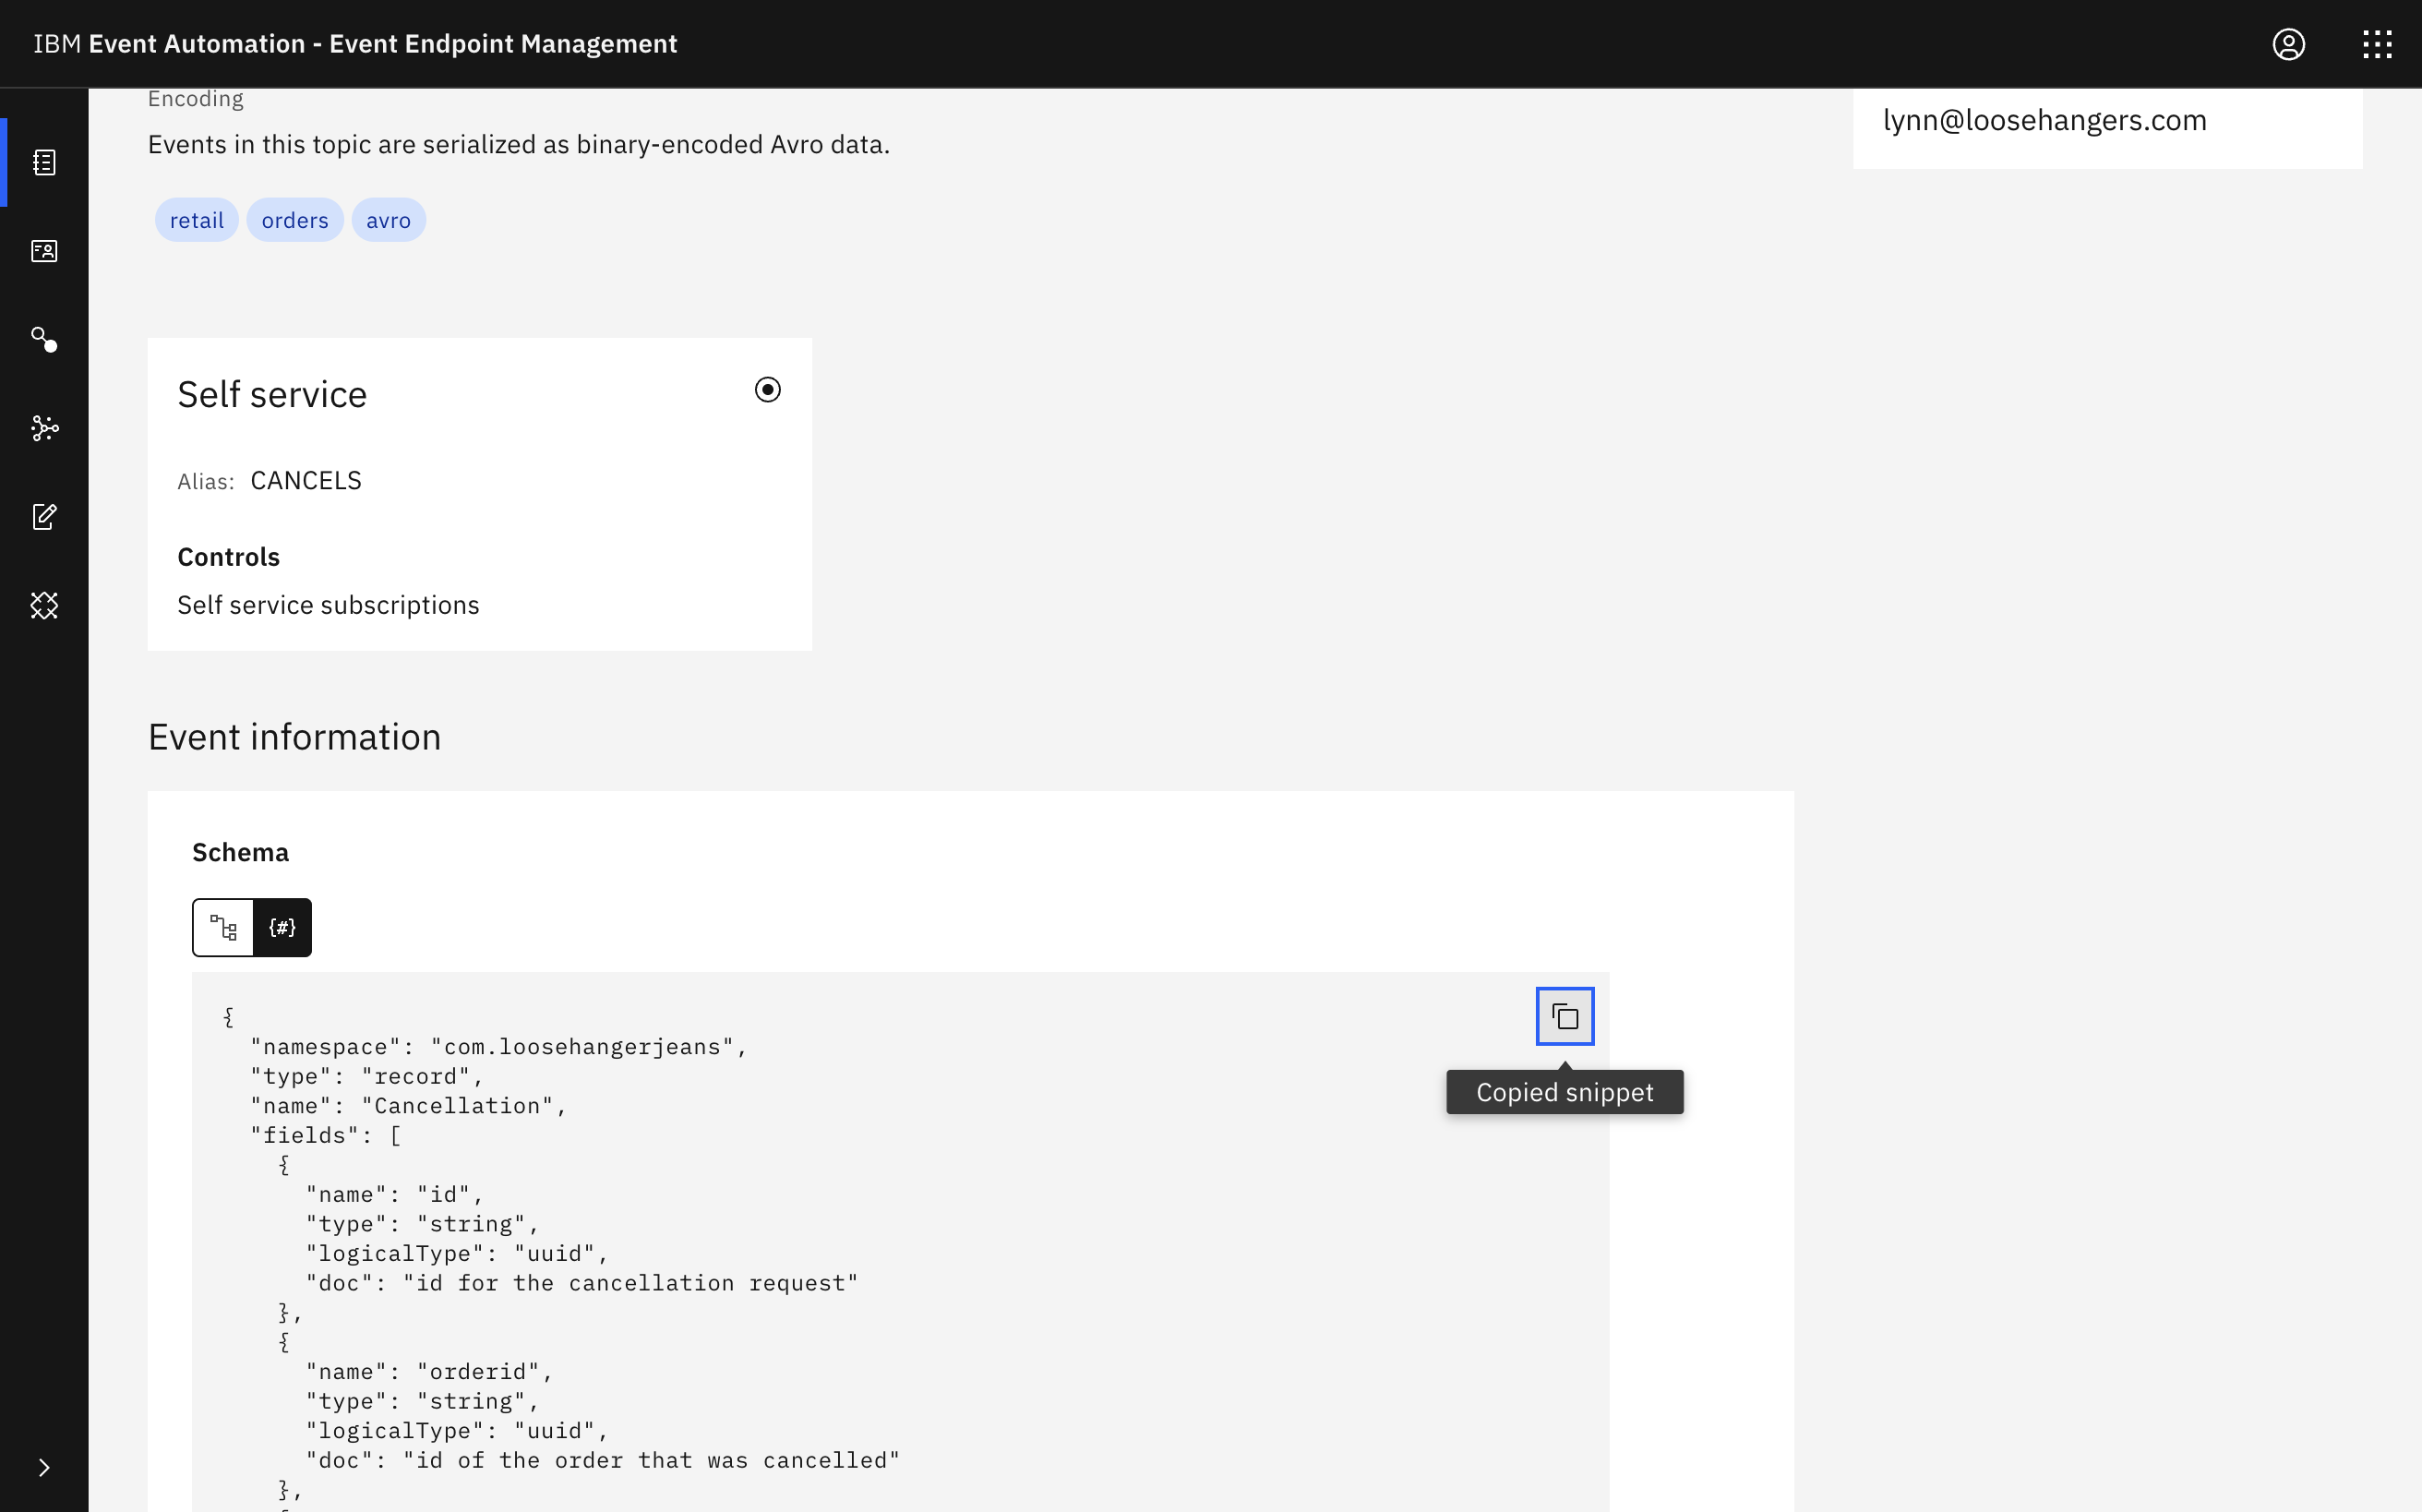 IBM Event Automation - Event Endpoint Management
Encoding
Events in this topic are serialized as binary-encoded Avro data.
lynn@loosehangers.com
retail orders avro
Self service
Alias: CANCELS
Controls
Self service subscriptions
Event information
Schema
{#}
{
"namespace": "com.loosehangerjeans",
"type": "record",
"name": "Cancellation",
"fields": [
{
"name": "id",
"type": "string",
"logicalType": "uuid",
"doc": "id for the cancellation request"
},
{
"name": "orderid",
"type": "string",
"logicalType": "uuid",
"doc": "id of the order that was cancelled"
},
Copied snippet